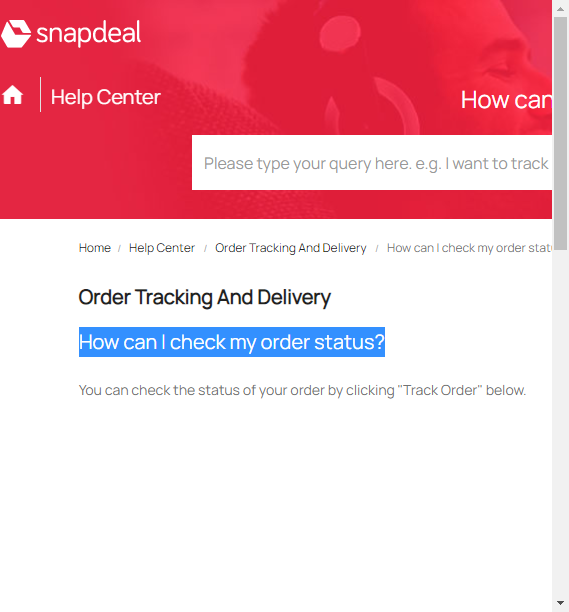 snapdeal
Help Center
How can
Please type your query here. e.g. I want to track
Home / Help Center / Order Tracking And Delivery / How can I check my order stat
Order Tracking And Delivery
How can I check my order status?
You can check the status of your order by clicking "Track Order" below.